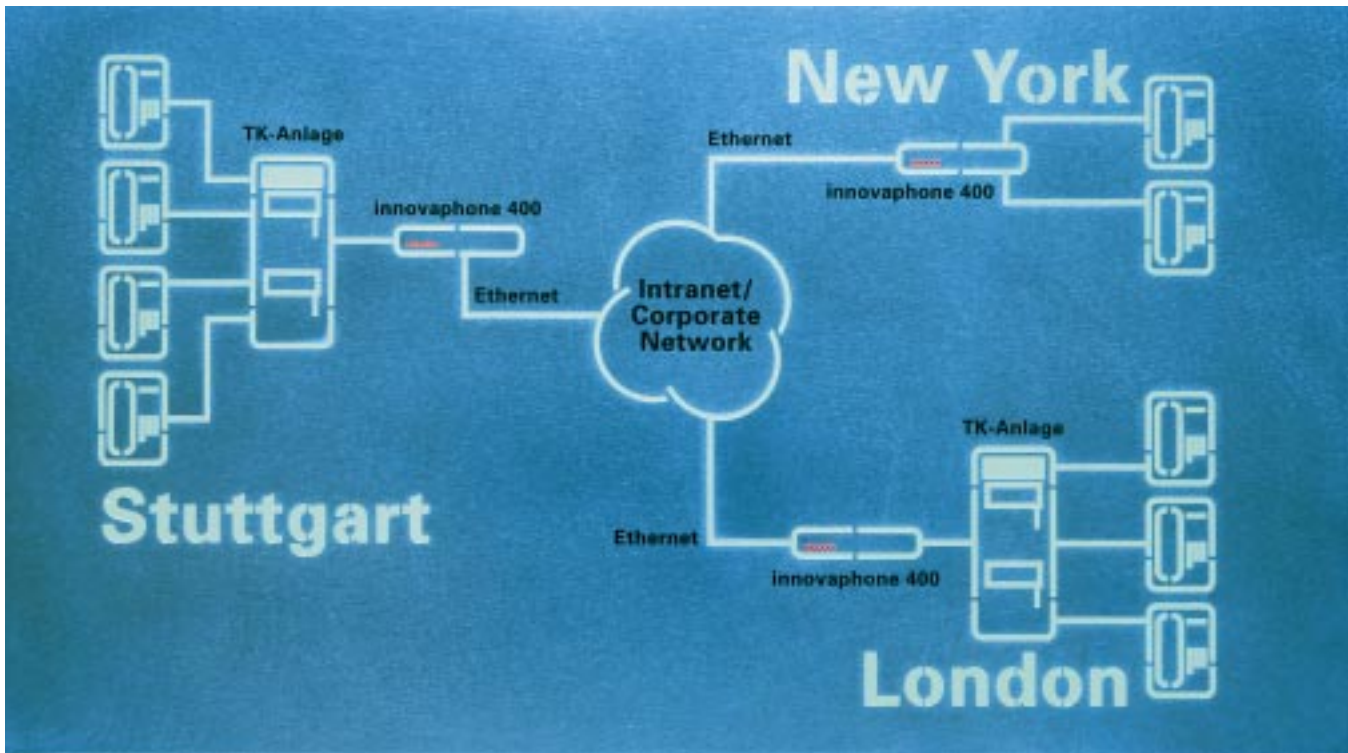 New York
TK-Anlage
Ethernet
innovaphone 400
innovaphone 400
Ethernet
Intranet/
Corporate
Network
TK-Anlage
Stuttgart
Ethernet
innovaphone 400
London